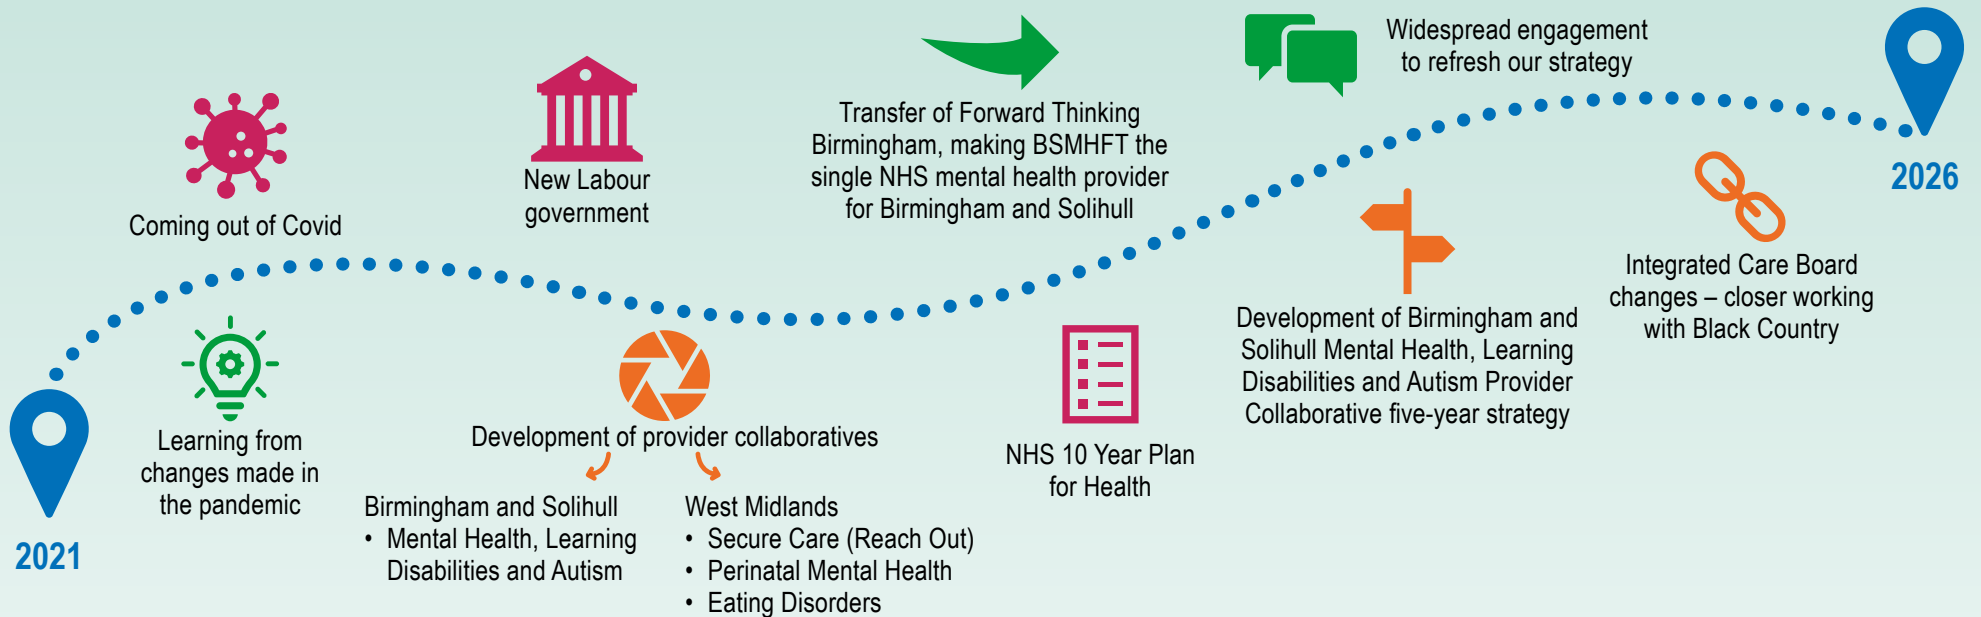 2021
Coming out of Covid
Learning from
changes made in
the pandemic
New Labour
government
Development of provider collaboratives
Birmingham and Solihull
• Mental Health, Learning
Disabilities and Autism
West Midlands
• Secure Care (Reach Out)
• Perinatal Mental Health
• Eating Disorders
Transfer of Forward Thinking
Birmingham, making BSMHFT the
single NHS mental health provider
for Birmingham and Solihull
NHS 10 Year Plan
for Health
Widespread engagement
to refresh our strategy
Development of Birmingham and
Solihull Mental Health, Learning
Disabilities and Autism Provider
Collaborative five-year strategy
Integrated Care Board
changes – closer working
with Black Country
2026